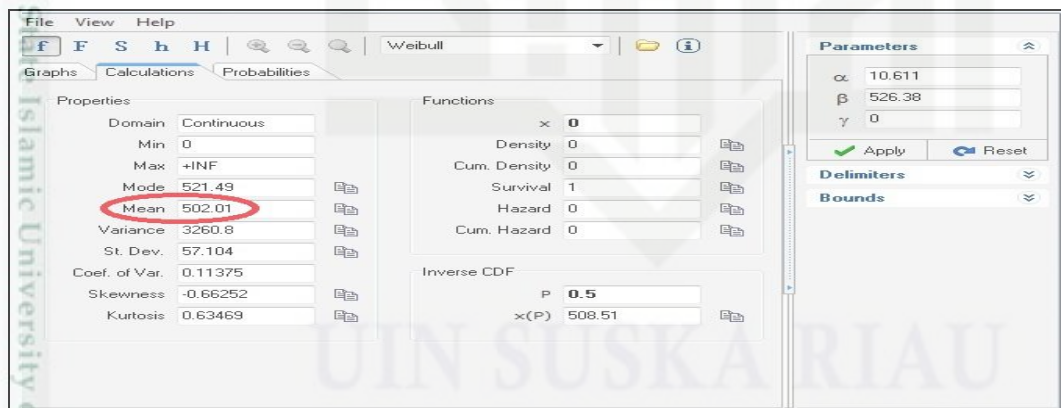 File View Help
f F S h H Weibull
Graphs Calculations Probabilities
Properties
Domain Continuous
Min 0
Max +INF
Mode 521.49
Mean 502.01
Variance 3260.8
St. Dev. 57.104
Coef. of Var. 0.11375
Skewness -0.66252
Kurtosis 0.63469
Functions
x 0
Density 0
Cum. Density 0
Survival 1
Hazard 0
Cum. Hazard 0
Inverse CDF
P 0.5
x(P) 508.51
Parameters
α 10.611
β 526.38
γ 0
Apply Reset
Delimiters
Bounds
State Islamic University
UIN SUSKA RIAU